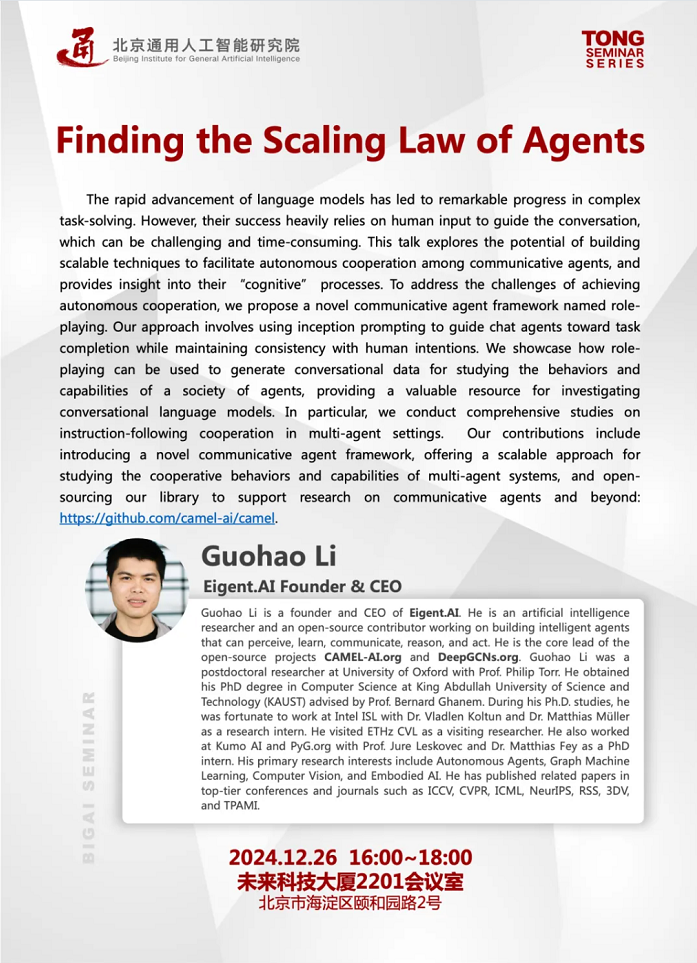 北京通用人工智能研究院
Beijing Institute for General Artificial Intelligence
TONG
SEMINAR
SERIES
Finding the Scaling Law of Agents
The rapid advancement of language models has led to remarkable progress in complex
task-solving. However, their success heavily relies on human input to guide the conversation,
which can be challenging and time-consuming. This talk explores the potential of building
scalable techniques to facilitate autonomous cooperation among communicative agents, and
provides insight into their “cognitive” processes. To address the challenges of achieving
autonomous cooperation, we propose a novel communicative agent framework named role-
playing. Our approach involves using inception prompting to guide chat agents toward task
completion while maintaining consistency with human intentions. We showcase how role-
playing can be used to generate conversational data for studying the behaviors and
capabilities of a society of agents, providing a valuable resource for investigating
conversational language models. In particular, we conduct comprehensive studies on
instruction-following cooperation in multi-agent settings. Our contributions include
introducing a novel communicative agent framework, offering a scalable approach for
studying the cooperative behaviors and capabilities of multi-agent systems, and open-
sourcing our library to support research on communicative agents and beyond:
https://github.com/camel-ai/camel.
Guohao Li
Eigent.AI Founder & CEO
Guohao Li is a founder and CEO of Eigent.AI. He is an artificial intelligence
researcher and an open-source contributor working on building intelligent agents
that can perceive, learn, communicate, reason, and act. He is the core lead of the
open-source projects CAMEL-AI.org and DeepGCNs.org. Guohao Li was a
postdoctoral researcher at University of Oxford with Prof. Philip Torr. He obtained
his PhD degree in Computer Science at King Abdullah University of Science and
Technology (KAUST) advised by Prof. Bernard Ghanem. During his Ph.D. studies, he
was fortunate to work at Intel ISL with Dr. Vladlen Koltun and Dr. Matthias Müller
as a research intern. He visited ETHz CVL as a visiting researcher. He also worked
at Kumo AI and PyG.org with Prof. Jure Leskovec and Dr. Matthias Fey as a PhD
intern. His primary research interests include Autonomous Agents, Graph Machine
Learning, Computer Vision, and Embodied AI. He has published related papers in
top-tier conferences and journals such as ICCV, CVPR, ICML, NeurIPS, RSS, 3DV,
and TPAMI.
BIGAI SEMINAR
2024.12.26 16:00~18:00
未来科技大厦2201会议室
北京市海淀区颐和园路2号